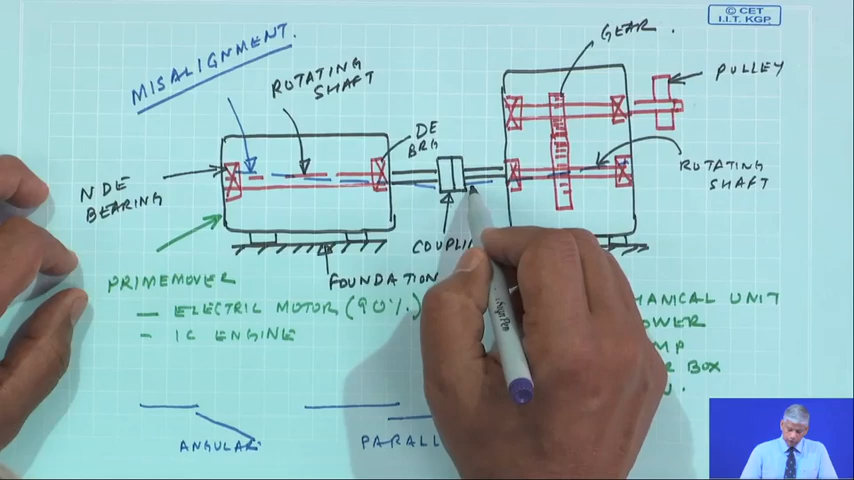 © CET
I.I.T. KGP
MISALIGNMENT.
ROTATING
SHAFT
GEAR.
PULLEY
DE
BRG
NDE
BEARING
ROTATING
SHAFT
FOUNDATION
PRIMEMOVER
— ELECTRIC MOTOR (90%)
- IC ENGINE
ANGULAR